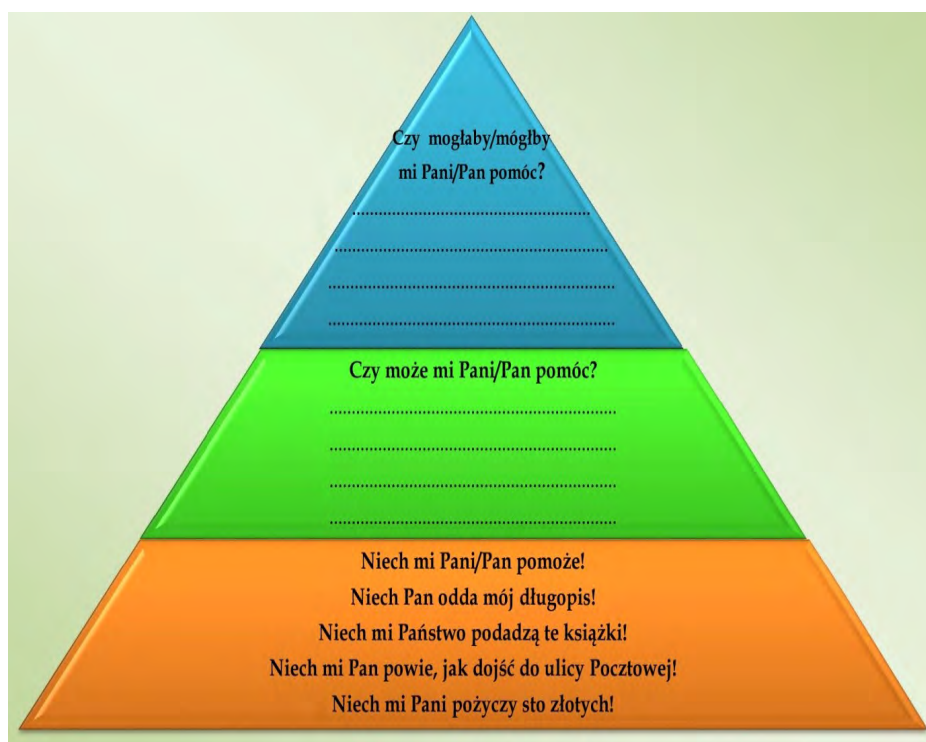 Czy mogłaby/mógłby
mi Pani/Pan pomóc?
..........................................................
..........................................................
..........................................................
..........................................................
Czy może mi Pani/Pan pomóc?
..........................................................
..........................................................
..........................................................
..........................................................
Niech mi Pani/Pan pomoże!
Niech Pan odda mój długopis!
Niech mi Państwo podadzą te książki!
Niech mi Pan powie, jak dojść do ulicy Pocztowej!
Niech mi Pani pożyczy sto złotych!